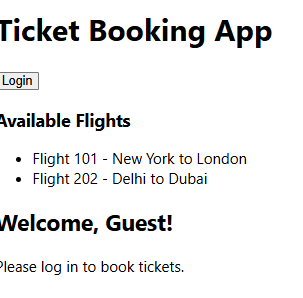 Ticket Booking App
Login
Available Flights
Flight 101 - New York to London
Flight 202 - Delhi to Dubai
Welcome, Guest!
Please log in to book tickets.